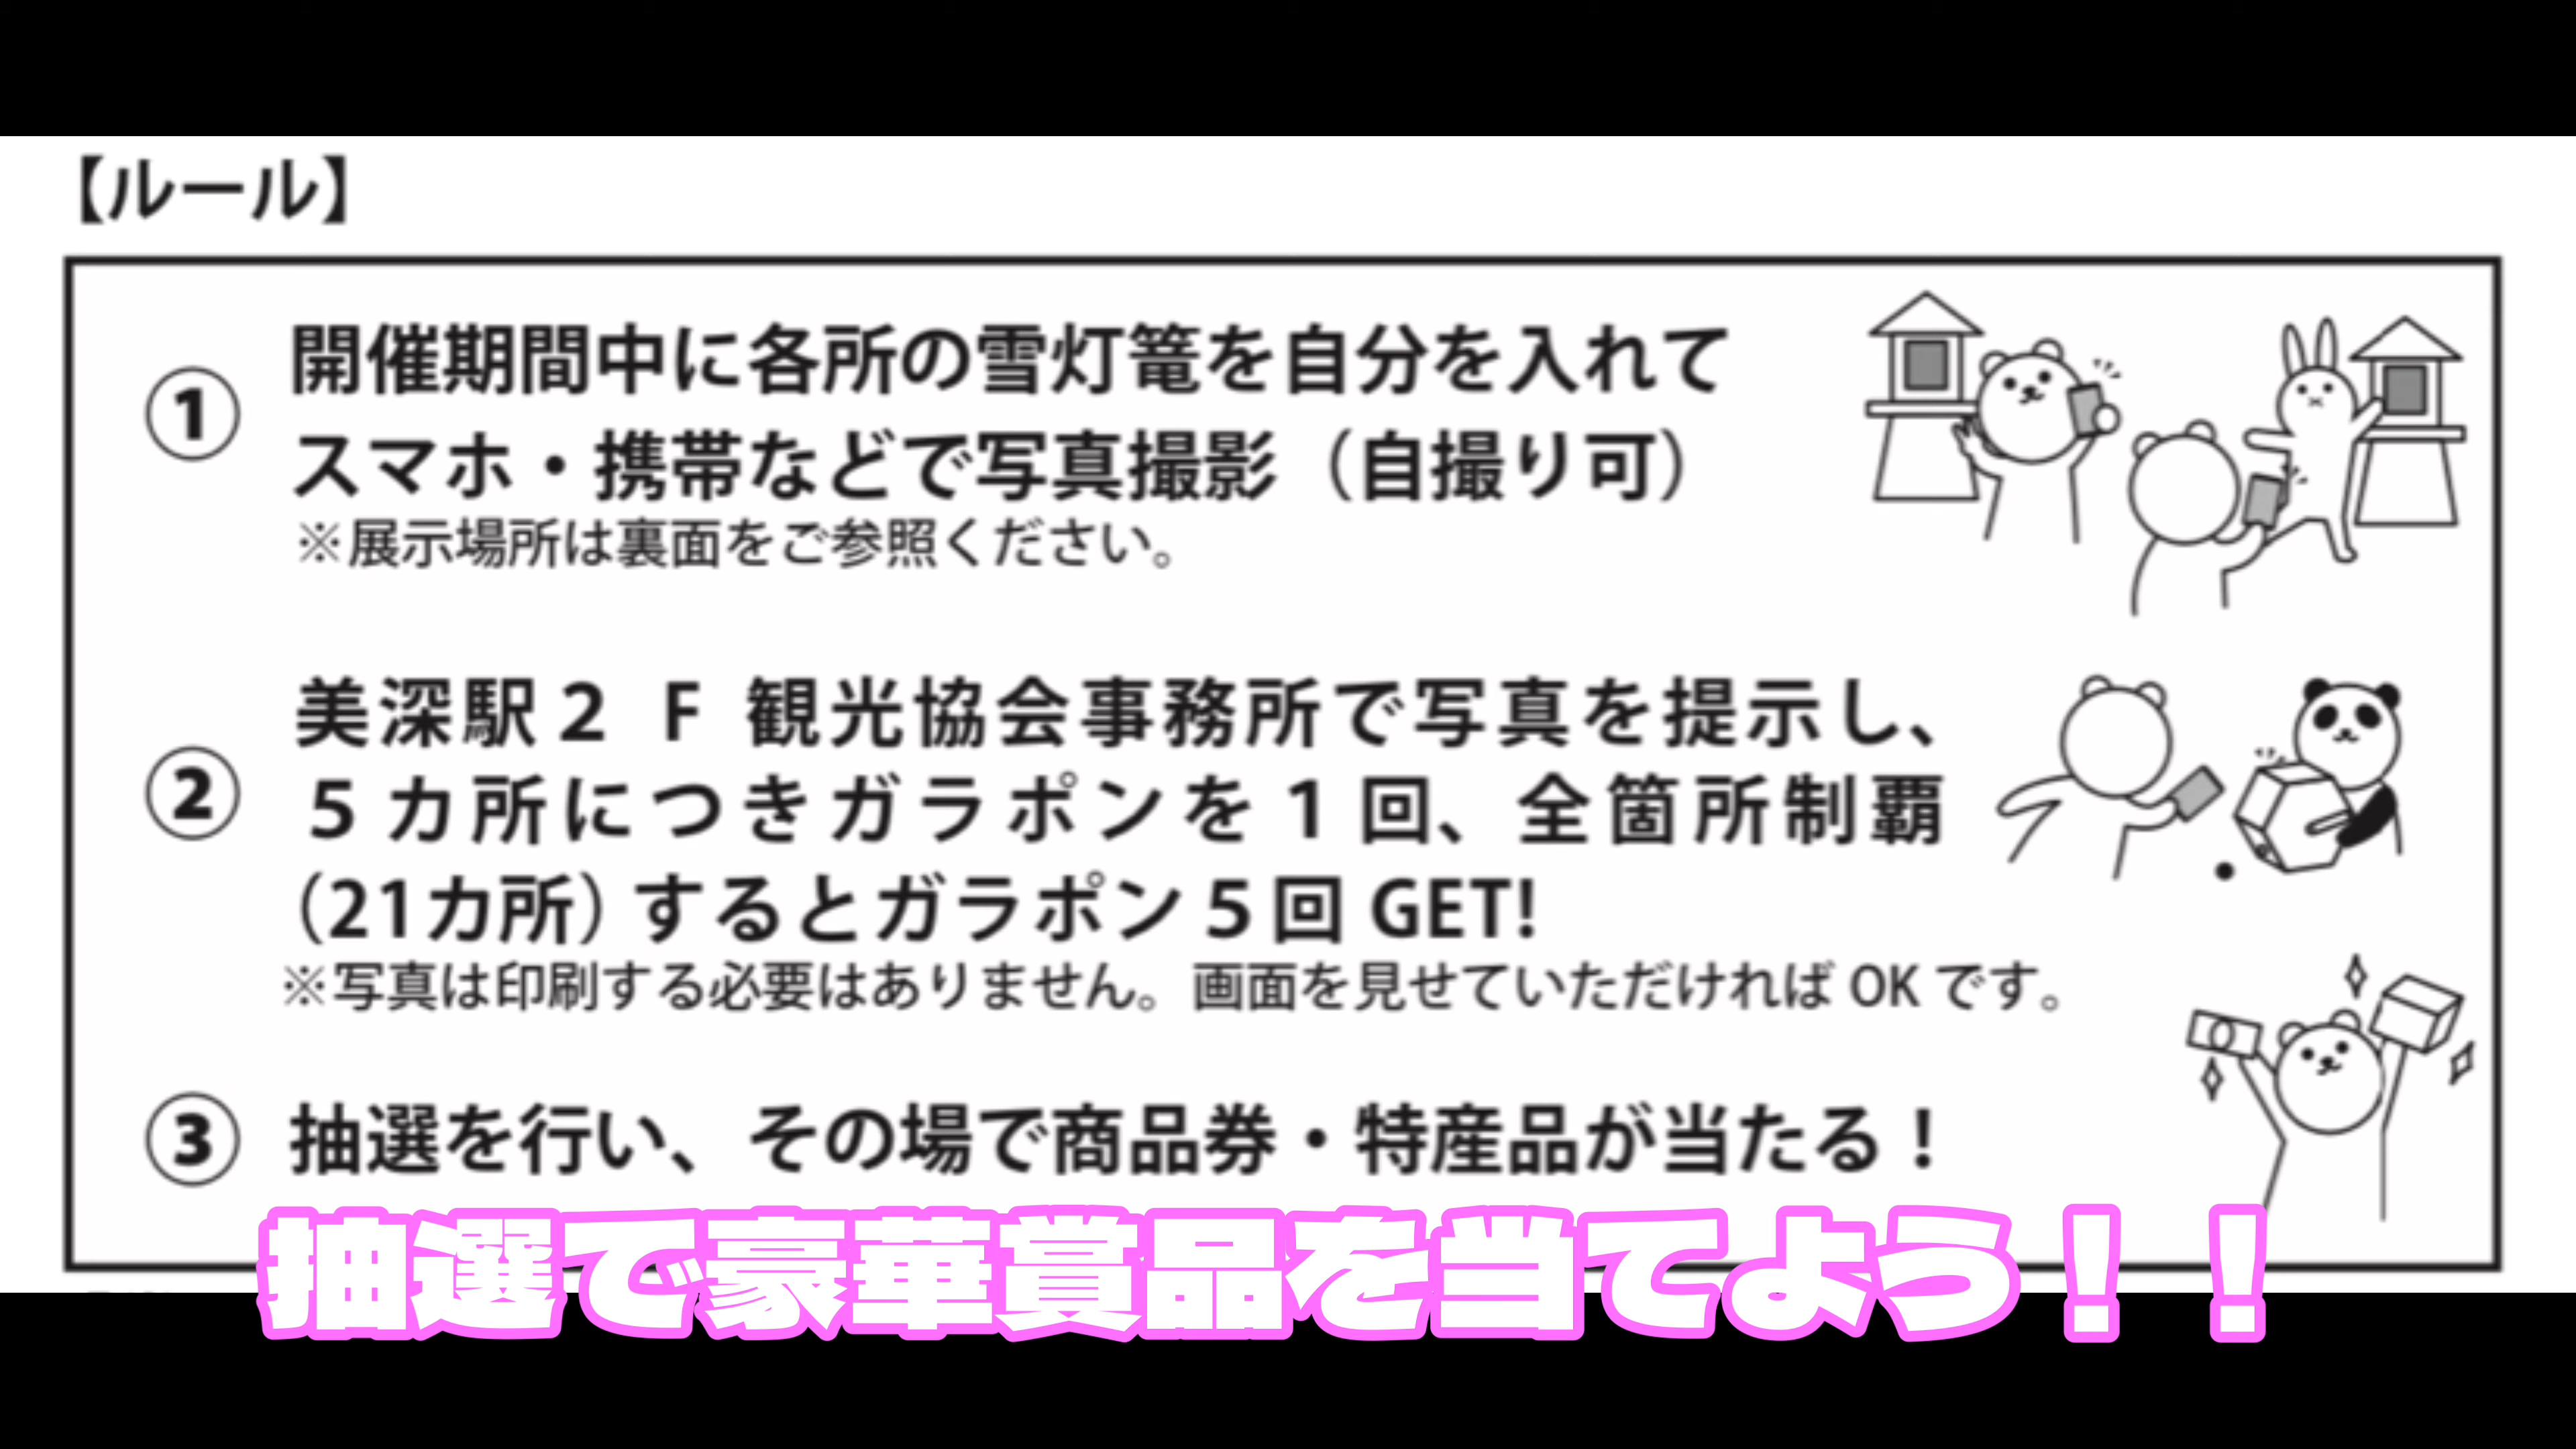 【ルール】
① 開催期間中に各所の雪灯篭を自分を入れて
スマホ・携帯などで写真撮影（自撮り可）
※展示場所は裏面をご参照ください。
② 美深駅２ F 観光協会事務所で写真を提示し、
５カ所につきガラポンを１回、全箇所制覇
（21カ所）するとガラポン５回 GET!
※写真は印刷する必要はありません。画面を見せていただければ OK です。
③ 抽選を行い、その場で商品券・特産品が当たる！
抽選で豪華賞品を当てよう！！